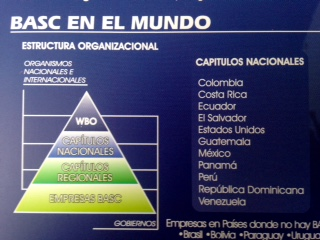 BASC EN EL MUNDO
ESTRUCTURA ORGANIZACIONAL
ORGANISMOS
NACIONALES E
INTERNACIONALES
WBO
CAPÍTULOS
NACIONALES
CAPÍTULOS
REGIONALES
EMPRESAS BASC
GOBIERNOS
CAPITULOS NACIONALES
Colombia
Costa Rica
Ecuador
El Salvador
Estados Unidos
Guatemala
México
Panamá
Perú
República Dominicana
Venezuela
Empresas en Países donde no hay BA
•Brasil •Bolivia •Paraguay •Urugua